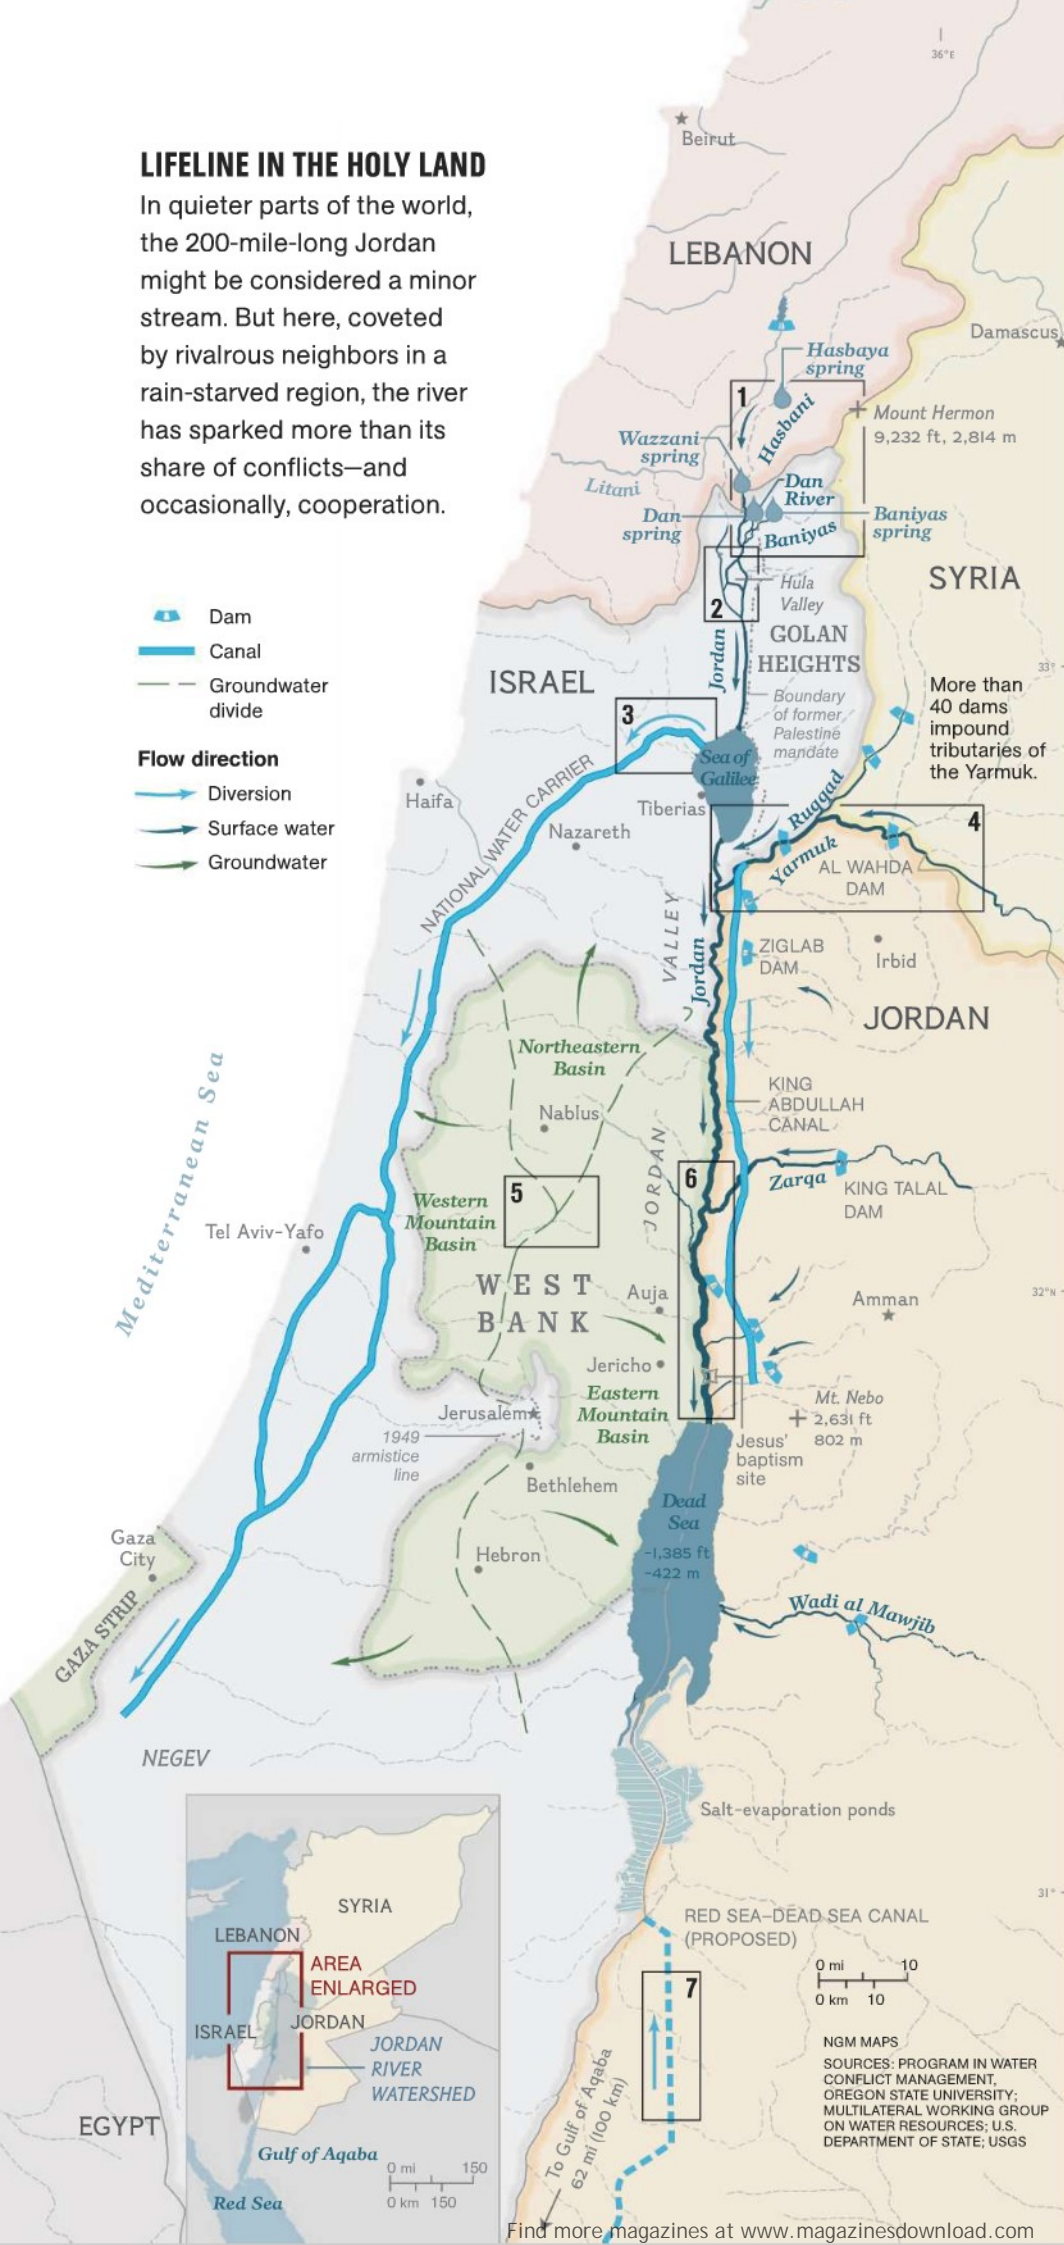 36°E
Beirut
LIFELINE IN THE HOLY LAND
In quieter parts of the world,
the 200-mile-long Jordan
might be considered a minor
stream. But here, coveted
by rivalrous neighbors in a
rain-starved region, the river
has sparked more than its
share of conflicts—and
occasionally, cooperation.
LEBANON
Damascus
Hasbaya
spring
1
Hasbani
Mount Hermon
9,232 ft, 2,814 m
Wazzani
spring
Litani
Dan
River
Dan
spring
Baniyas
Baniyas
spring
SYRIA
Hula
Valley
2
GOLAN
HEIGHTS
Jordan
ISRAEL
Boundary
of former
Palestine
mandate
33°
More than
40 dams
impound
tributaries of
the Yarmuk.
Dam
Canal
Groundwater
divide
Flow direction
Diversion
Surface water
Groundwater
3
Sea of
Galilee
NATIONAL WATER CARRIER
Haifa
Tiberias
Nazareth
Ruqqad
4
Yarmuk
AL WAHDA
DAM
VALLEY
Jordan
ZIGLAB
DAM
Irbid
JORDAN
Northeastern
Basin
Mediterranean Sea
KING
ABDULLAH
CANAL
Nablus
JORDAN
5
6
Zarqa
KING TALAL
DAM
Western
Mountain
Basin
Tel Aviv-Yafo
WEST
BANK
Auja
32°N
Amman
Jericho
Eastern
Mountain
Basin
Mt. Nebo
2,631 ft
802 m
Jerusalem
1949
armistice
line
Jesus'
baptism
site
Bethlehem
Dead
Sea
-1,385 ft
-422 m
Gaza
City
Hebron
GAZA STRIP
Wadi al Mawjib
NEGEV
Salt-evaporation ponds
31°
RED SEA–DEAD SEA CANAL
(PROPOSED)
0 mi 10
0 km 10
7
SYRIA
LEBANON
AREA
ENLARGED
ISRAEL
JORDAN
JORDAN
RIVER
WATERSHED
EGYPT
Gulf of Aqaba
0 mi 150
0 km 150
Red Sea
To Gulf of Aqaba
62 mi (100 km)
NGM MAPS
SOURCES: PROGRAM IN WATER
CONFLICT MANAGEMENT,
OREGON STATE UNIVERSITY;
MULTILATERAL WORKING GROUP
ON WATER RESOURCES; U.S.
DEPARTMENT OF STATE; USGS
Find more magazines at www.magazinesdownload.com